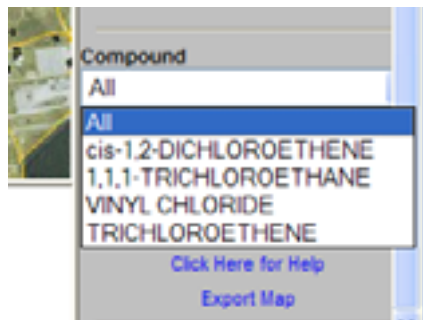 Compound
All
All
cis-1,2-DICHLOROETHENE
1,1,1-TRICHLOROETHANE
VINYL CHLORIDE
TRICHLOROETHENE
Click Here for Help
Export Map